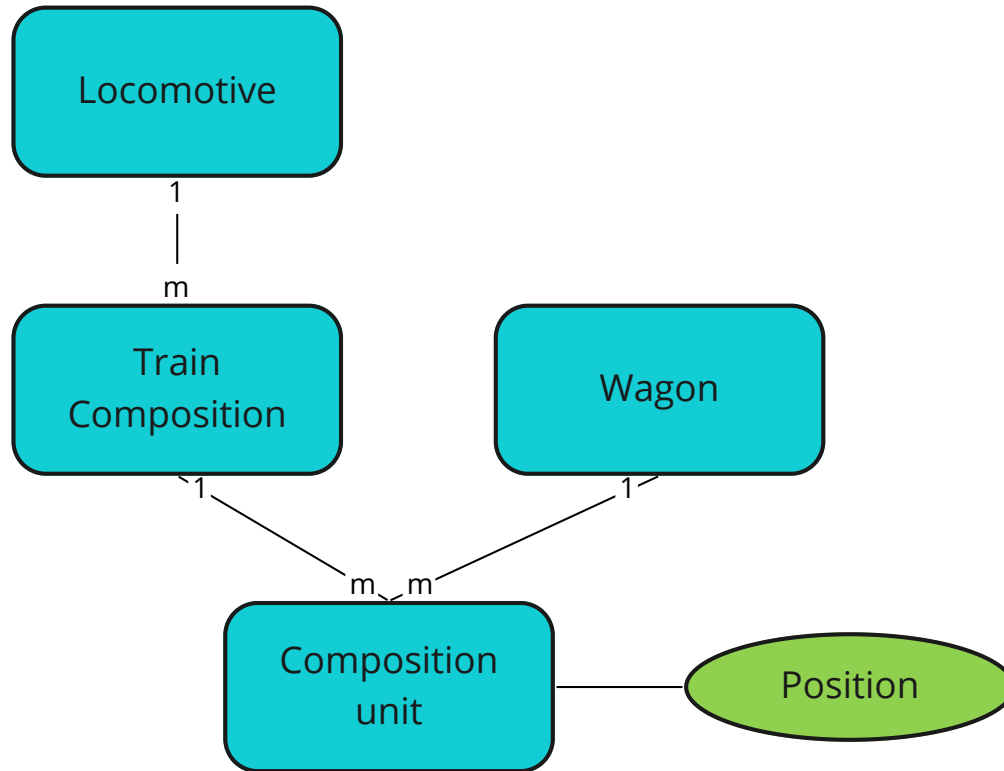 Locomotive
1
m
Train
Composition
Wagon
1
1
m
m
Composition
unit
Position